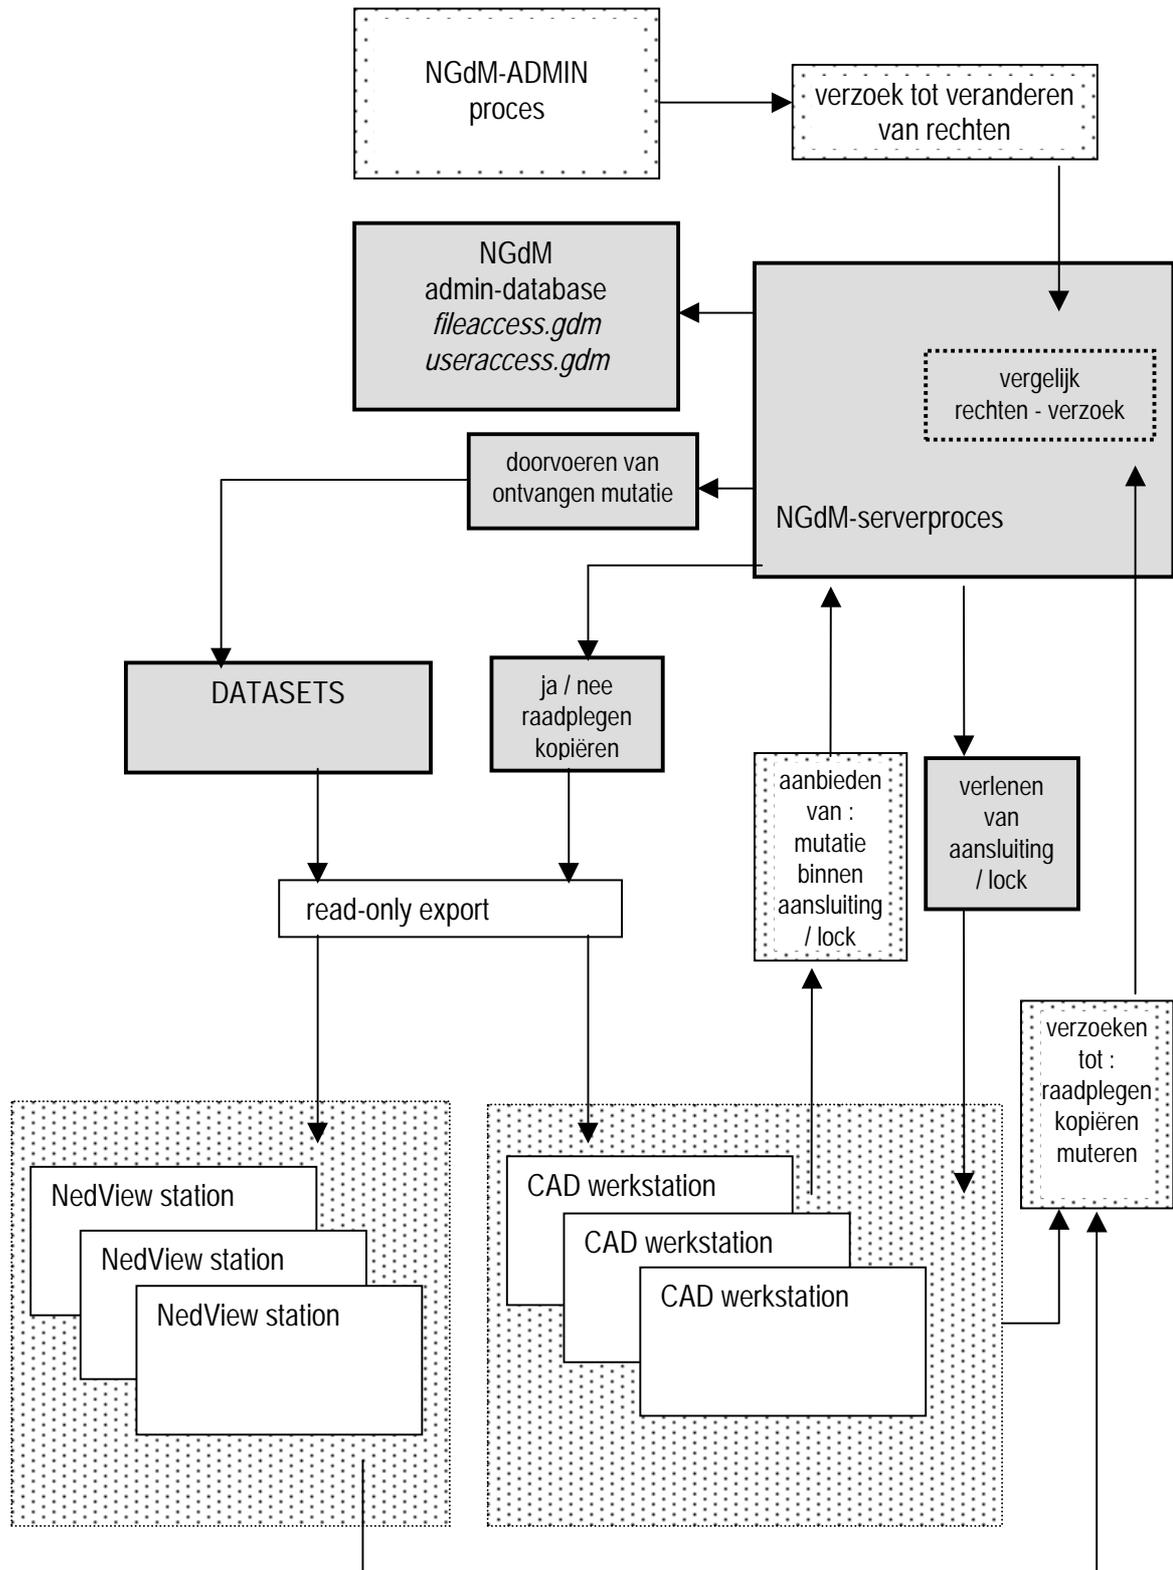 NGdM-ADMIN
proces
verzoek tot veranderen
van rechten
NGdM
admin-database
fileaccess.gdm
useraccess.gdm
vergelijk
rechten - verzoek
NGdM-serverproces
doorvoeren van
ontvangen mutatie
DATASETS
ja / nee
raadplegen
kopiëren
aanbieden
van :
mutatie
binnen
aansluiting
/ lock
verlenen
van
aansluiting
/ lock
read-only export
verzoeken
tot :
raadplegen
kopiëren
muteren
NedView station
NedView station
NedView station
CAD werkstation
CAD werkstation
CAD werkstation